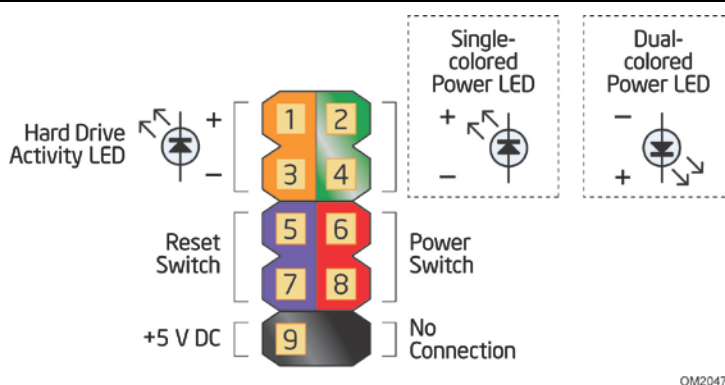 Single-
colored
Power LED
Dual-
colored
Power LED
Hard Drive
Activity LED
+
−
1 2
3 4
+
−
−
+
Reset
Switch
5 6
7 8
Power
Switch
+5 V DC
9
No
Connection
OM2047